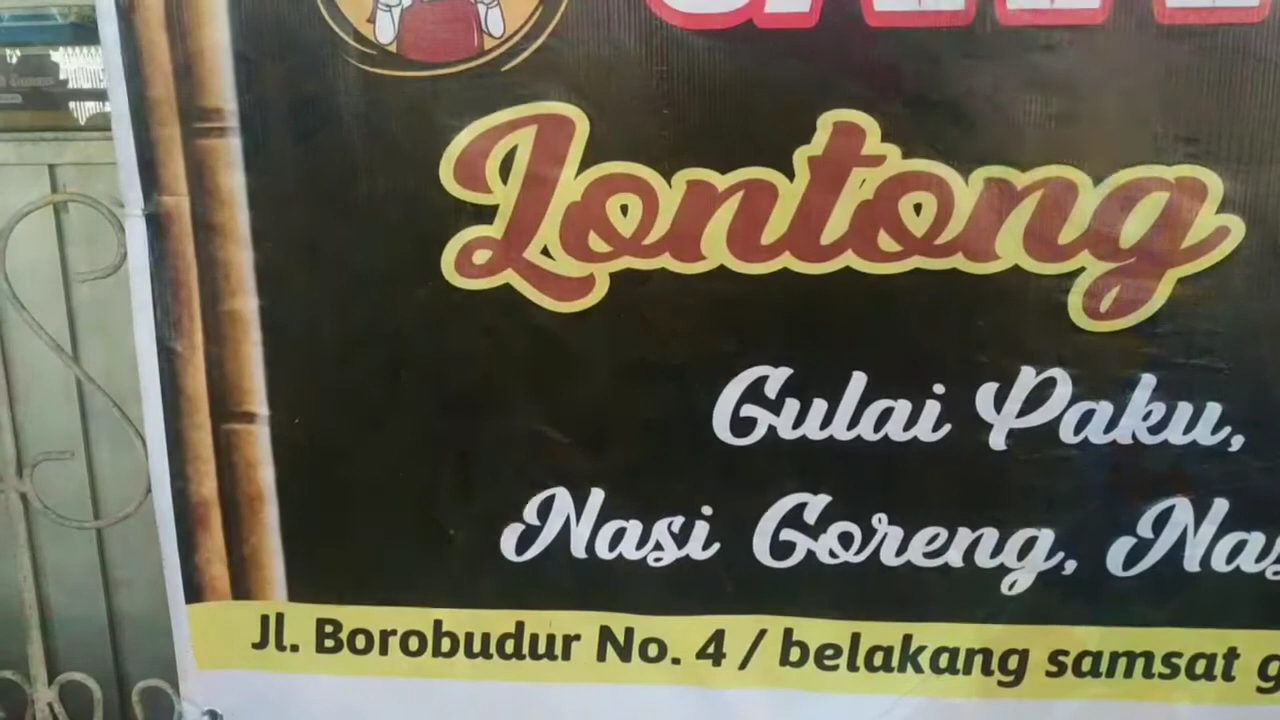 Lontong
Gulai Paku,
Nasi Goreng,
Jl. Borobudur No. 4 / belakang samsat